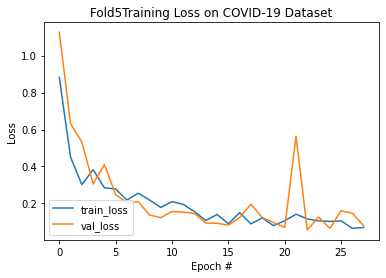 Fold5Training Loss on COVID-19 Dataset
1.0
0.8
0.6
0.4
0.2
Loss
train_loss
val_loss
0 5 10 15 20 25
Epoch #